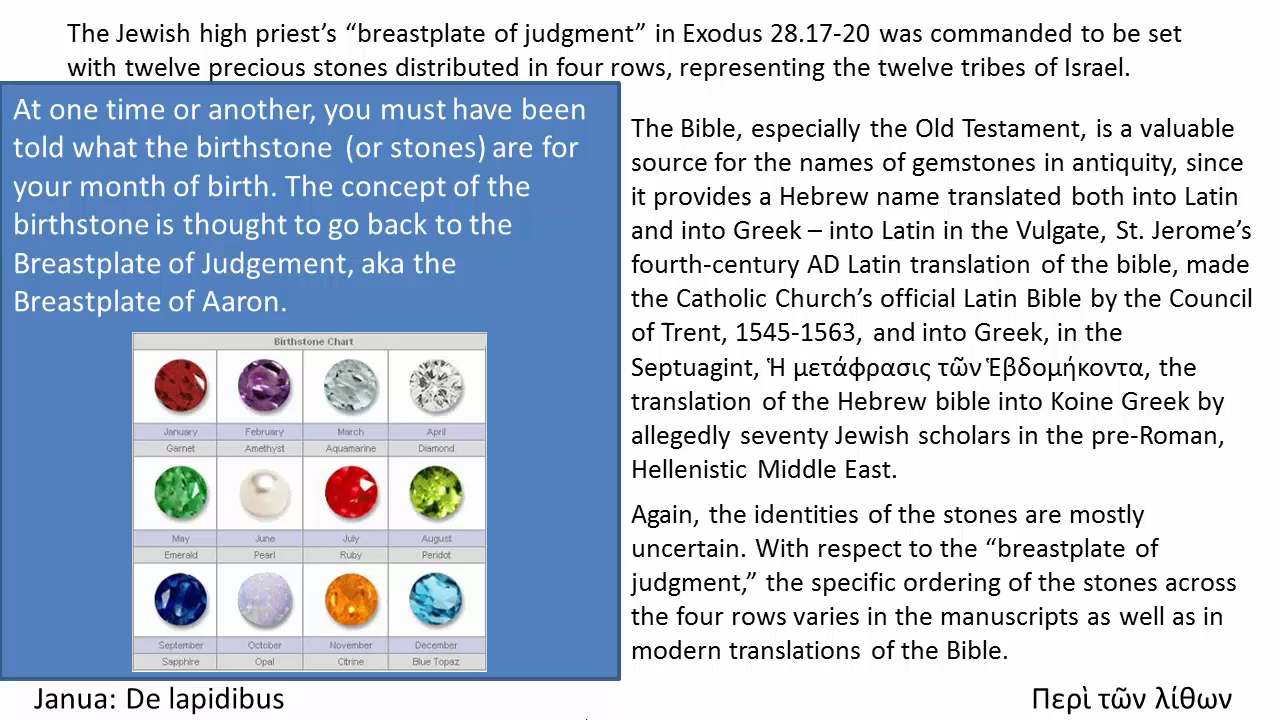 The Jewish high priest’s “breastplate of judgment” in Exodus 28.17-20 was commanded to be set
with twelve precious stones distributed in four rows, representing the twelve tribes of Israel.
At one time or another, you must have been
told what the birthstone (or stones) are for
your month of birth. The concept of the
birthstone is thought to go back to the
Breastplate of Judgement, aka the
Breastplate of Aaron.
Birthstone Chart
January February March April
Garnet Amethyst Aquamarine Diamond
May June July August
Emerald Pearl Ruby Peridot
September October November December
Sapphire Opal Citrine Blue Topaz
The Bible, especially the Old Testament, is a valuable
source for the names of gemstones in antiquity, since
it provides a Hebrew name translated both into Latin
and into Greek – into Latin in the Vulgate, St. Jerome’s
fourth-century AD Latin translation of the bible, made
the Catholic Church’s official Latin Bible by the Council
of Trent, 1545-1563, and into Greek, in the
Septuagint, Ἡ μετάφρασις τῶν Ἑβδομήκοντα, the
translation of the Hebrew bible into Koine Greek by
allegedly seventy Jewish scholars in the pre-Roman,
Hellenistic Middle East.
Again, the identities of the stones are mostly
uncertain. With respect to the “breastplate of
judgment,” the specific ordering of the stones across
the four rows varies in the manuscripts as well as in
modern translations of the Bible.
Janua: De lapidibus
Περὶ τῶν λίθων